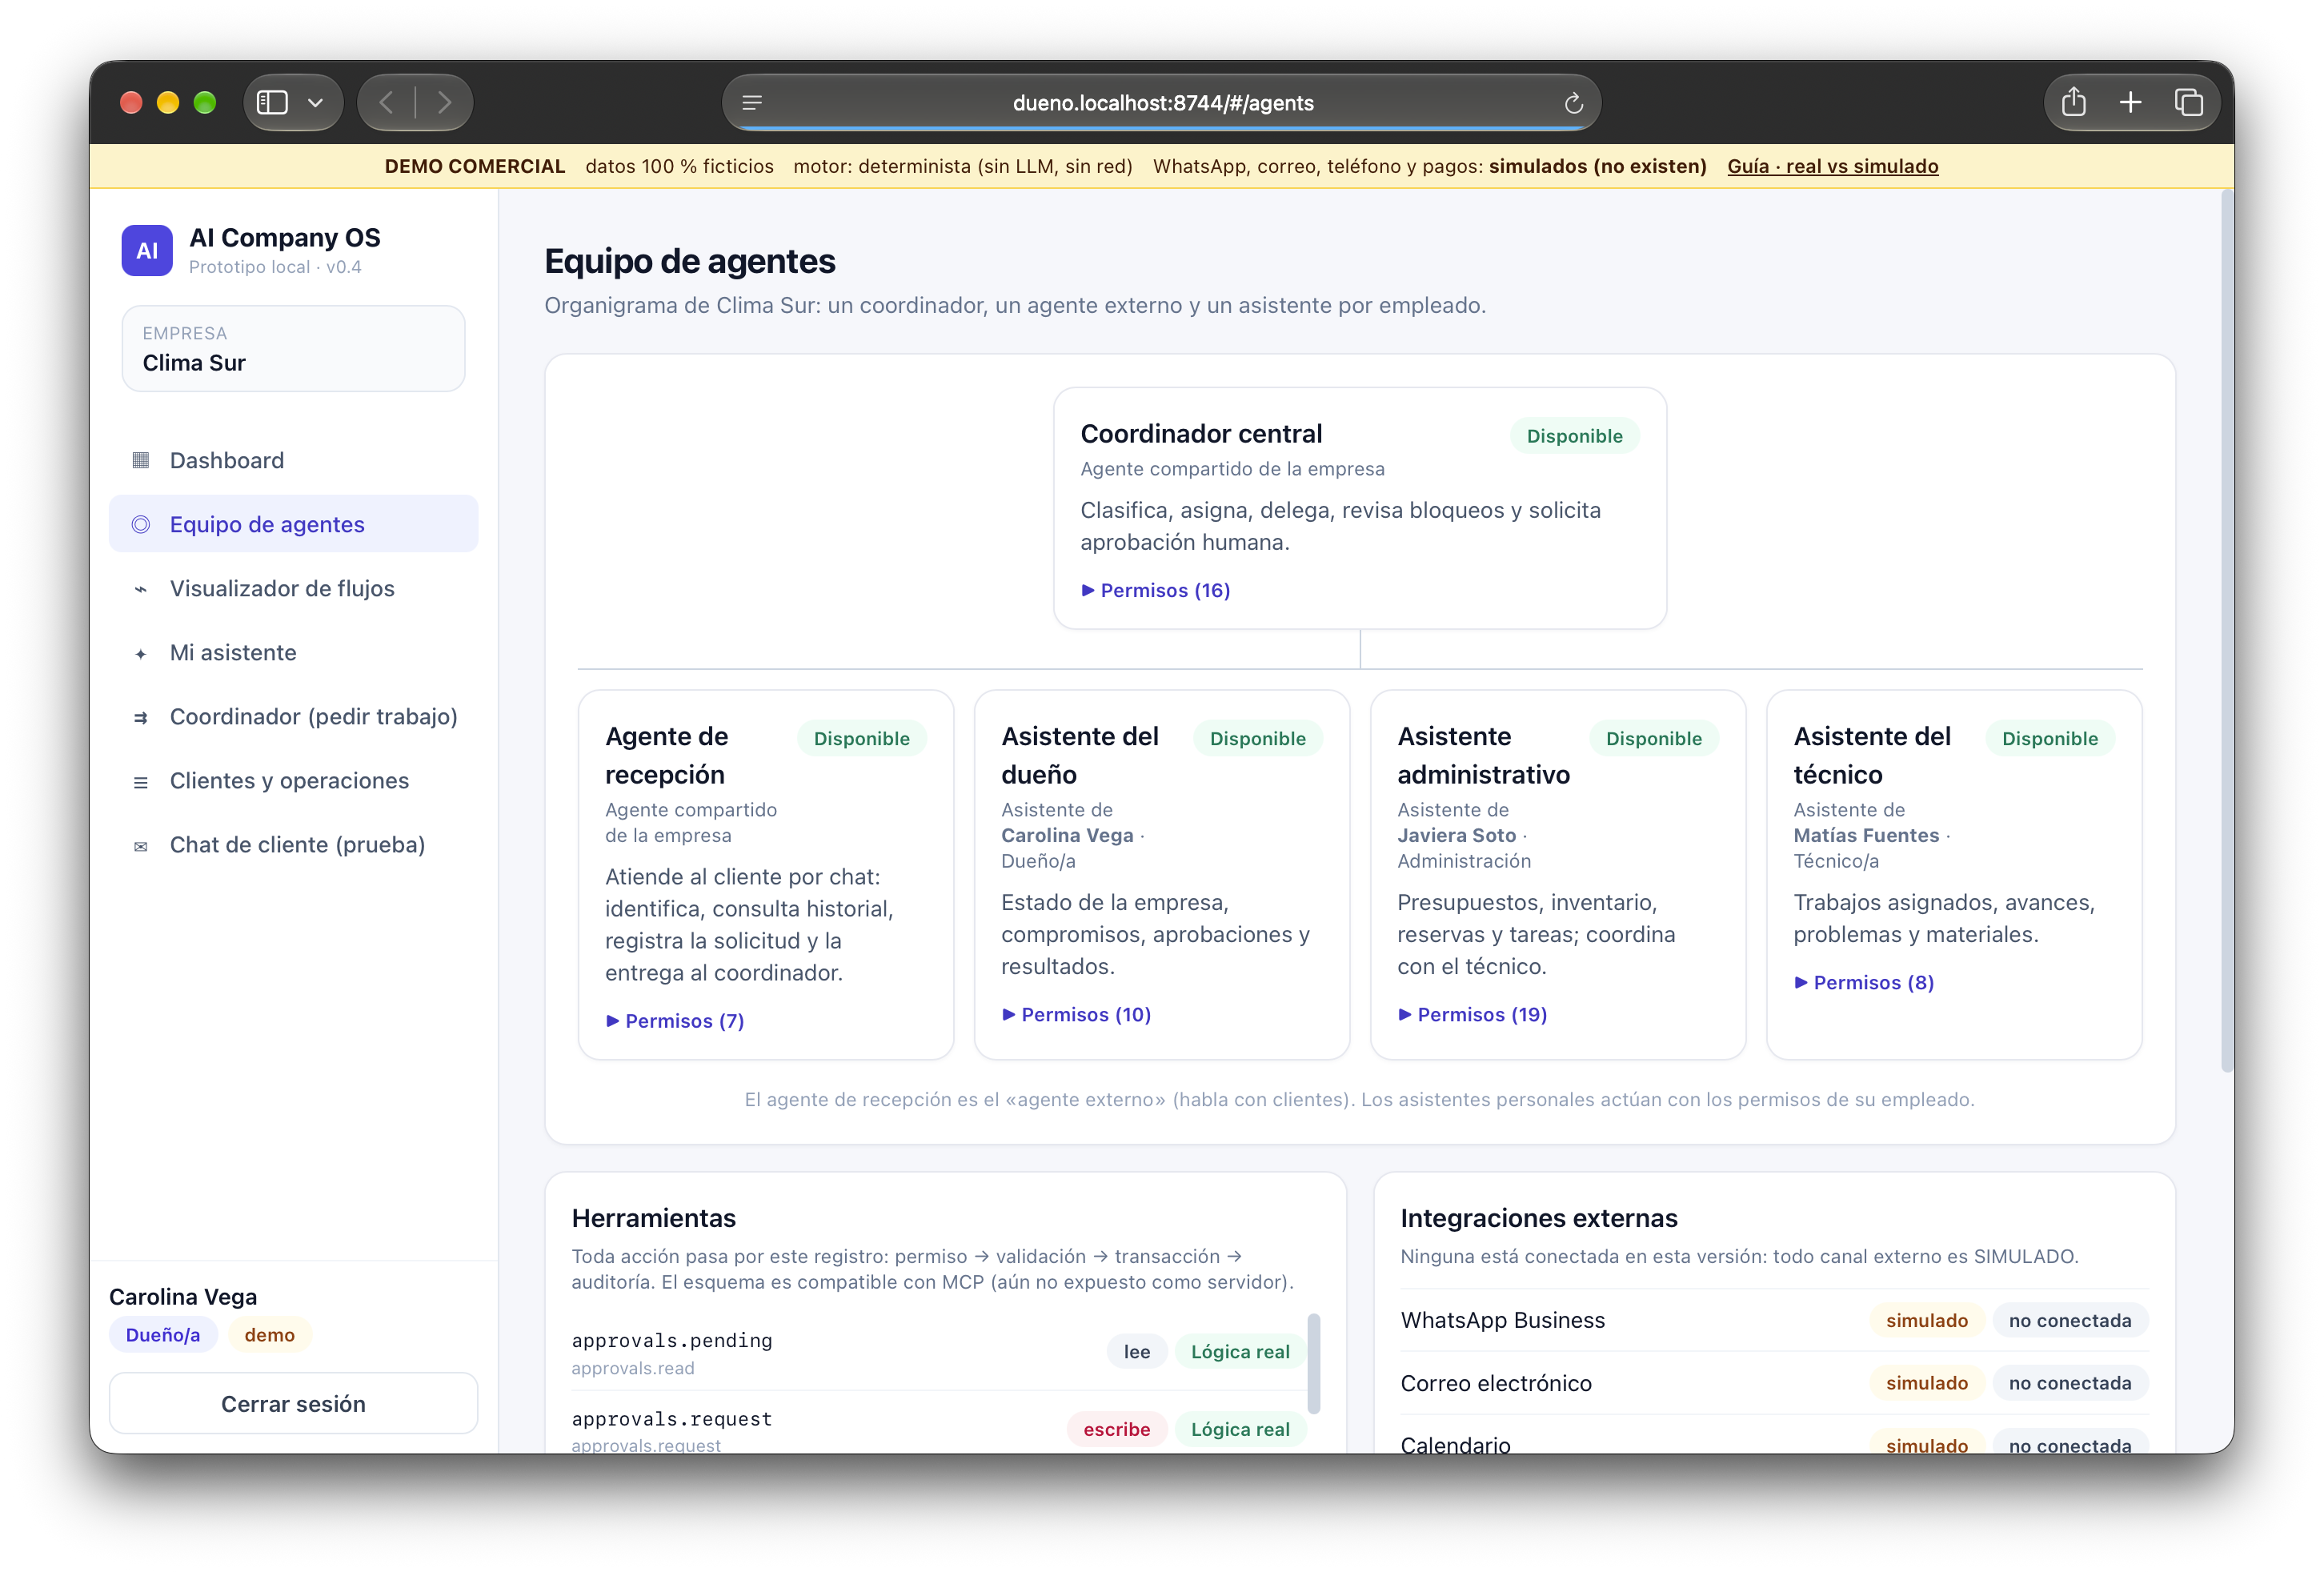 dueno.localhost:8744/#/agents
DEMO COMERCIAL datos 100 % ficticios motor: determinista (sin LLM, sin red) WhatsApp, correo, teléfono y pagos: simulados (no existen) Guía · real vs simulado
AI
AI Company OS
Prototipo local · v0.4
EMPRESA
Clima Sur
Dashboard
Equipo de agentes
Visualizador de flujos
Mi asistente
Coordinador (pedir trabajo)
Clientes y operaciones
Chat de cliente (prueba)
Carolina Vega
Dueño/a demo
Cerrar sesión
Equipo de agentes
Organigrama de Clima Sur: un coordinador, un agente externo y un asistente por empleado.
Coordinador central
Disponible
Agente compartido de la empresa
Clasifica, asigna, delega, revisa bloqueos y solicita
aprobación humana.
▶ Permisos (16)
Agente de
recepción
Disponible
Agente compartido
de la empresa
Atiende al cliente por chat:
identifica, consulta historial,
registra la solicitud y la
entrega al coordinador.
▶ Permisos (7)
Asistente del
dueño
Disponible
Asistente de
Carolina Vega ·
Dueño/a
Estado de la empresa,
compromisos, aprobaciones y
resultados.
▶ Permisos (10)
Asistente
administrativo
Disponible
Asistente de
Javiera Soto ·
Administración
Presupuestos, inventario,
reservas y tareas; coordina
con el técnico.
▶ Permisos (19)
Asistente del
técnico
Disponible
Asistente de
Matías Fuentes ·
Técnico/a
Trabajos asignados, avances,
problemas y materiales.
▶ Permisos (8)
El agente de recepción es el «agente externo» (habla con clientes). Los asistentes personales actúan con los permisos de su empleado.
Herramientas
Toda acción pasa por este registro: permiso → validación → transacción →
auditoría. El esquema es compatible con MCP (aún no expuesto como servidor).
approvals.pending
approvals.read
lee Lógica real
approvals.request
approvals.request
escribe Lógica real
Integraciones externas
Ninguna está conectada en esta versión: todo canal externo es SIMULADO.
WhatsApp Business simulado no conectada
Correo electrónico simulado no conectada
Calendario simulado no conectada